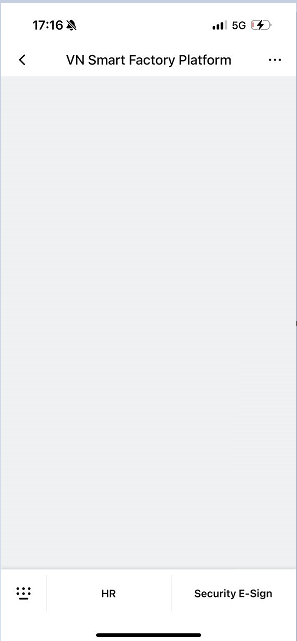 17:16 5G
VN Smart Factory Platform
HR Security E-Sign